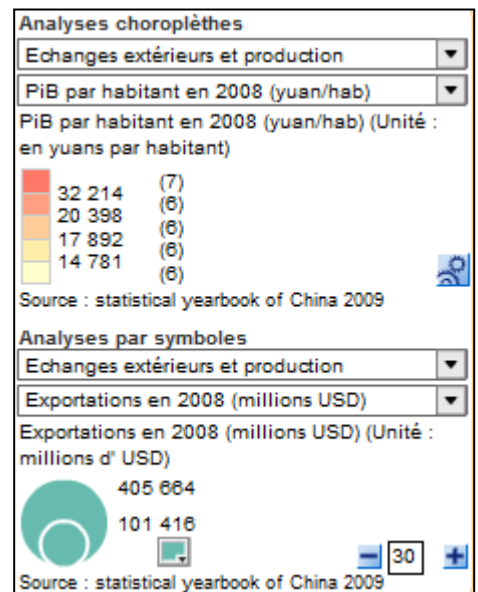 Analyses choroplèthes
Echanges extérieurs et production
PiB par habitant en 2008 (yuan/hab)
PiB par habitant en 2008 (yuan/hab) (Unité :
en yuans par habitant)
(7)
32 214
(6)
20 398
(6)
17 892
(6)
14 781
(6)
Source : statistical yearbook of China 2009
Analyses par symboles
Echanges extérieurs et production
Exportations en 2008 (millions USD)
Exportations en 2008 (millions USD) (Unité :
millions d' USD)
405 664
101 416
30
Source : statistical yearbook of China 2009